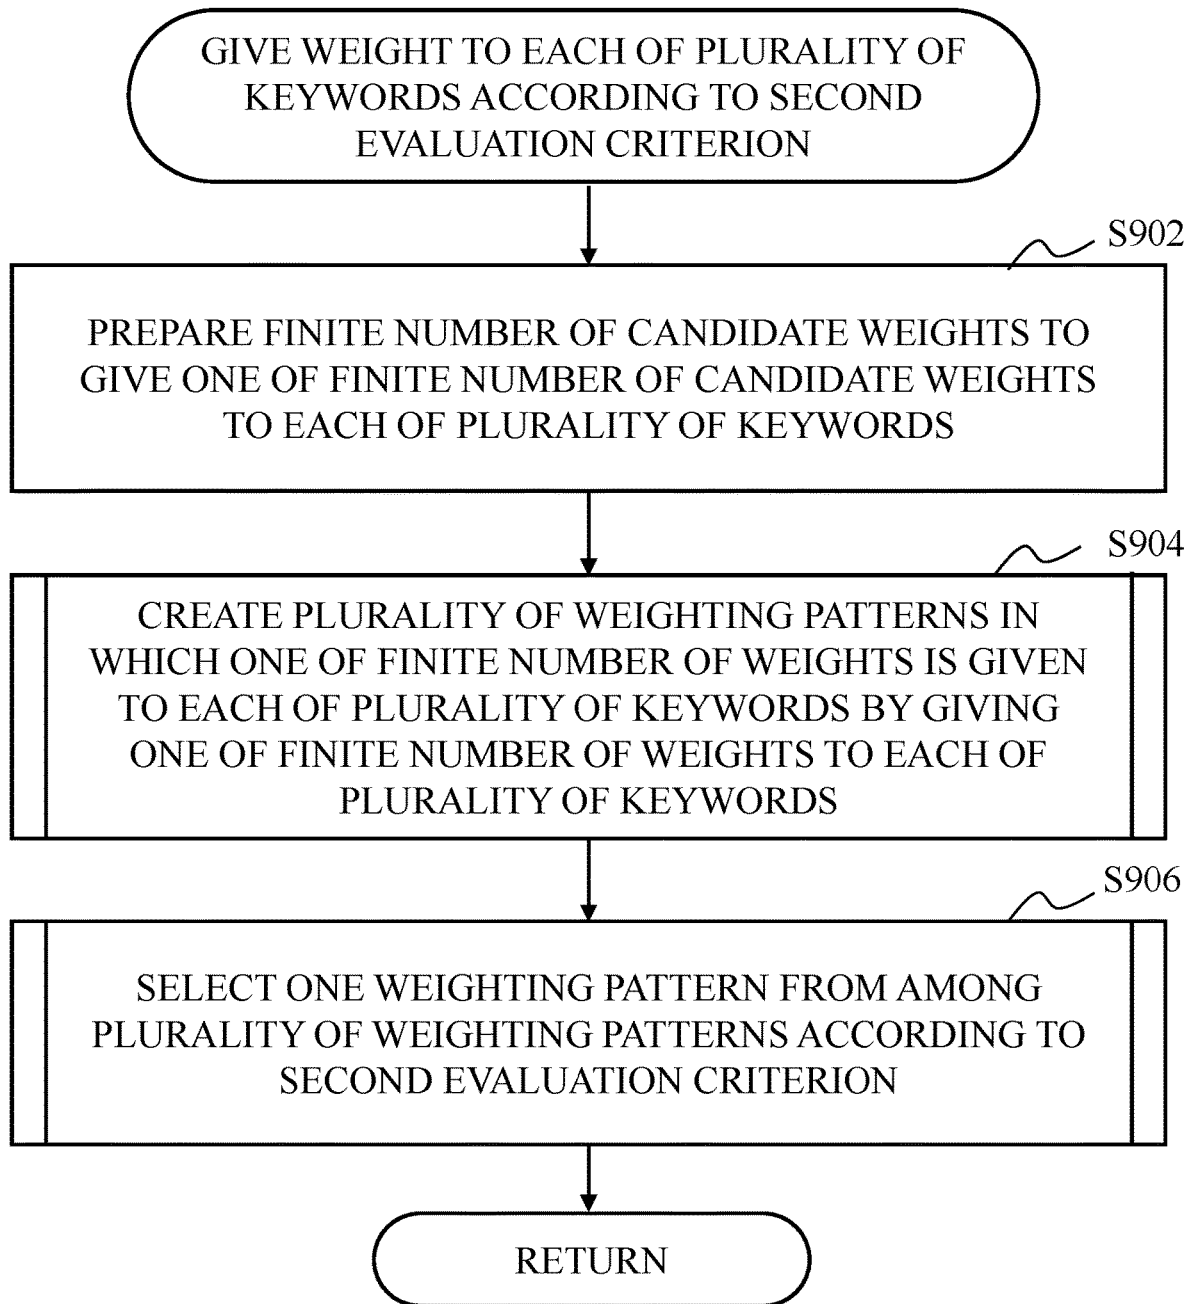 GIVE WEIGHT TO EACH OF PLURALITY OF
KEYWORDS ACCORDING TO SECOND
EVALUATION CRITERION
S902
PREPARE FINITE NUMBER OF CANDIDATE WEIGHTS TO
GIVE ONE OF FINITE NUMBER OF CANDIDATE WEIGHTS
TO EACH OF PLURALITY OF KEYWORDS
S904
CREATE PLURALITY OF WEIGHTING PATTERNS IN
WHICH ONE OF FINITE NUMBER OF WEIGHTS IS GIVEN
TO EACH OF PLURALITY OF KEYWORDS BY GIVING
ONE OF FINITE NUMBER OF WEIGHTS TO EACH OF
PLURALITY OF KEYWORDS
S906
SELECT ONE WEIGHTING PATTERN FROM AMONG
PLURALITY OF WEIGHTING PATTERNS ACCORDING TO
SECOND EVALUATION CRITERION
RETURN